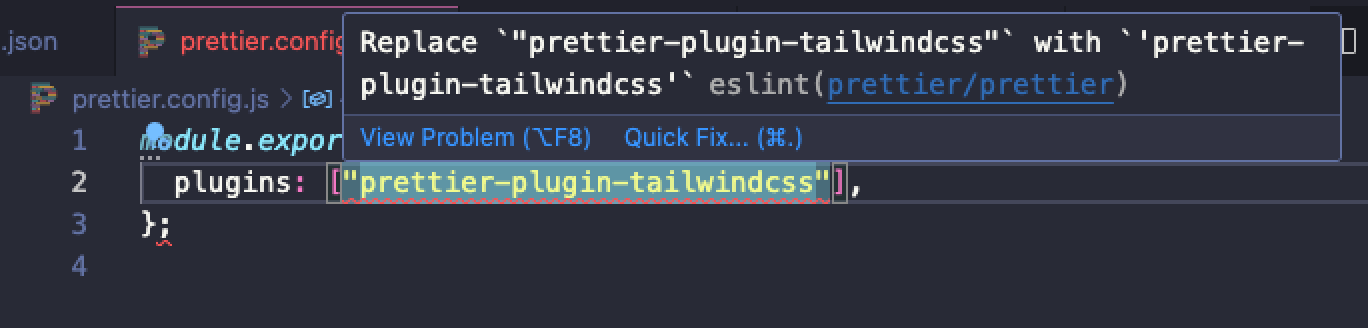 .json
prettier.config
Replace `"prettier-plugin-tailwindcss"` with `'prettier-
plugin-tailwindcss'` eslint(prettier/prettier)
prettier.config.js >
View Problem (⌥F8) Quick Fix... (⌘.)
1 module.expor
2 plugins: ["prettier-plugin-tailwindcss"],
3 };
4